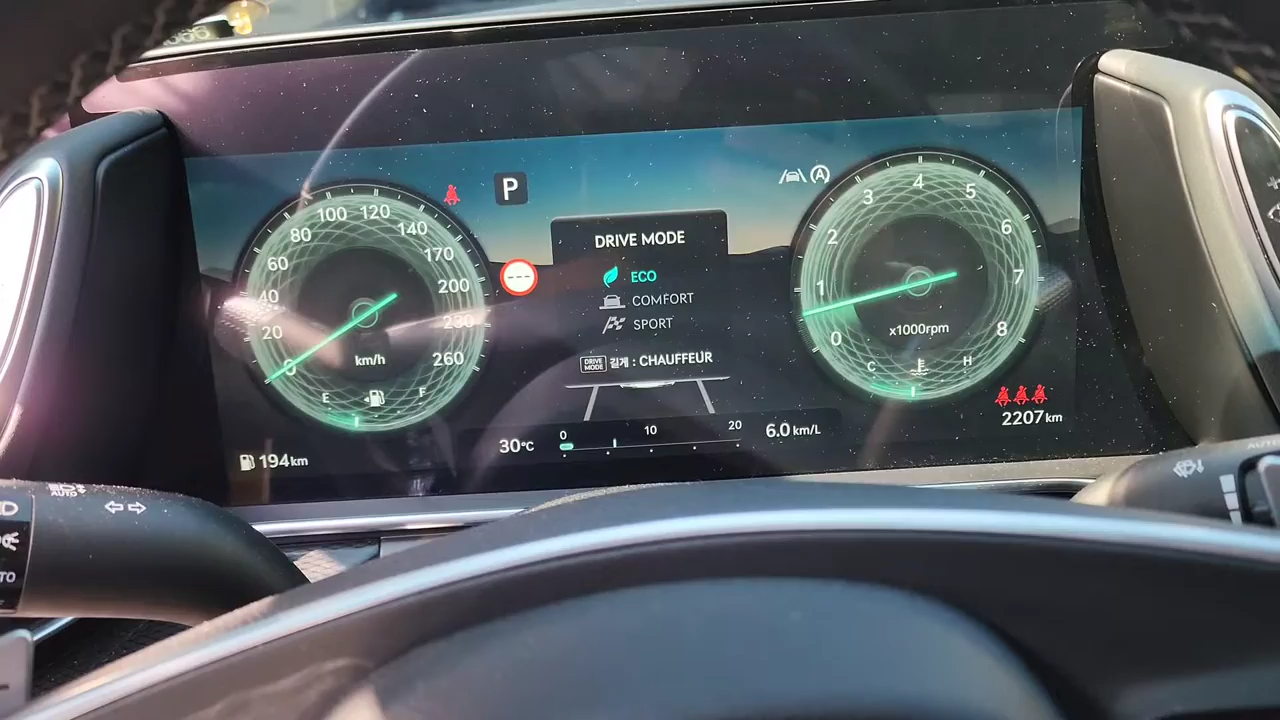 P
DRIVE MODE
ECO
COMFORT
SPORT
DRIVE MODE 길게 : CHAUFFEUR
0 20 40 60 80 100 120 140 170 200 230 260
km/h
E F
0 1 2 3 4 5 6 7 8
x1000rpm
C H
30°C
0 10 20
6.0 km/L
194km
2207 km
AUTO